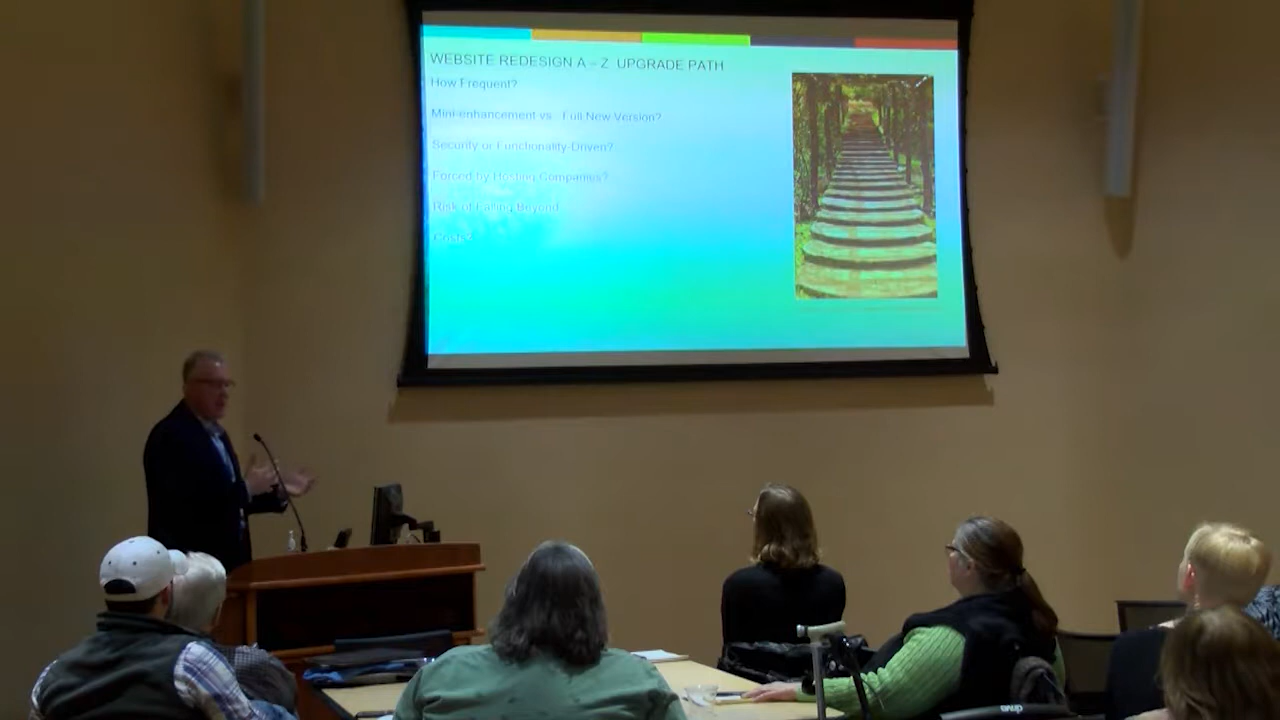 WEBSITE REDESIGN A – Z UPGRADE PATH
How Frequent?
Mini-enhancement vs. Full New Version?
Security or Functionality-Driven?
Forced by Hosting Companies?
Risk of Falling Beyond
Costs?
drive